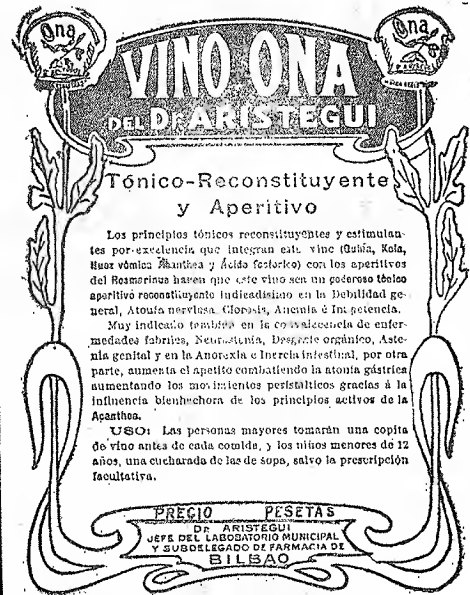 Ona
Ona
VINO ONA
DEL Dr ARISTEGUI
Tónico-Reconstituyente
y Aperitivo
Los principios tónicos reconstituyentes y estimulan-
tes por excelencia que integran este vino (Quina, Kola,
Nuez vómica Acanthea y Ácido fosforico) con los aperitivos
del Rosmarinus hacen que este vino sea un poderoso tónico
aperitivo reconstituyente indicadísimo en la Debilidad ge-
neral, Atonía nerviosa, Clorosis, Anemia é Impotencia.
Muy indicado también en la convalecencia de enfer-
medades febriles, Neurastenia, Desgaste orgánico, Aste-
nia genital y en la Anorexia e Inercia intestinal, por otra
parte, aumenta el apetito combatiendo la atonía gástrica
aumentando los movimientos peristálticos gracias á la
influencia bienhechora de los principios activos de la
Acanthea.
USO: Las personas mayores tomarán una copita
de vino antes de cada comida, y los niños menores de 12
años, una cucharada de las de sopa, salvo la prescripción
facultativa.
PRECIO PESETAS
Dr ARISTEGUI
JEFE DEL LABORATORIO MUNICIPAL
Y SUBDELEGADO DE FARMACIA DE
BILBAO